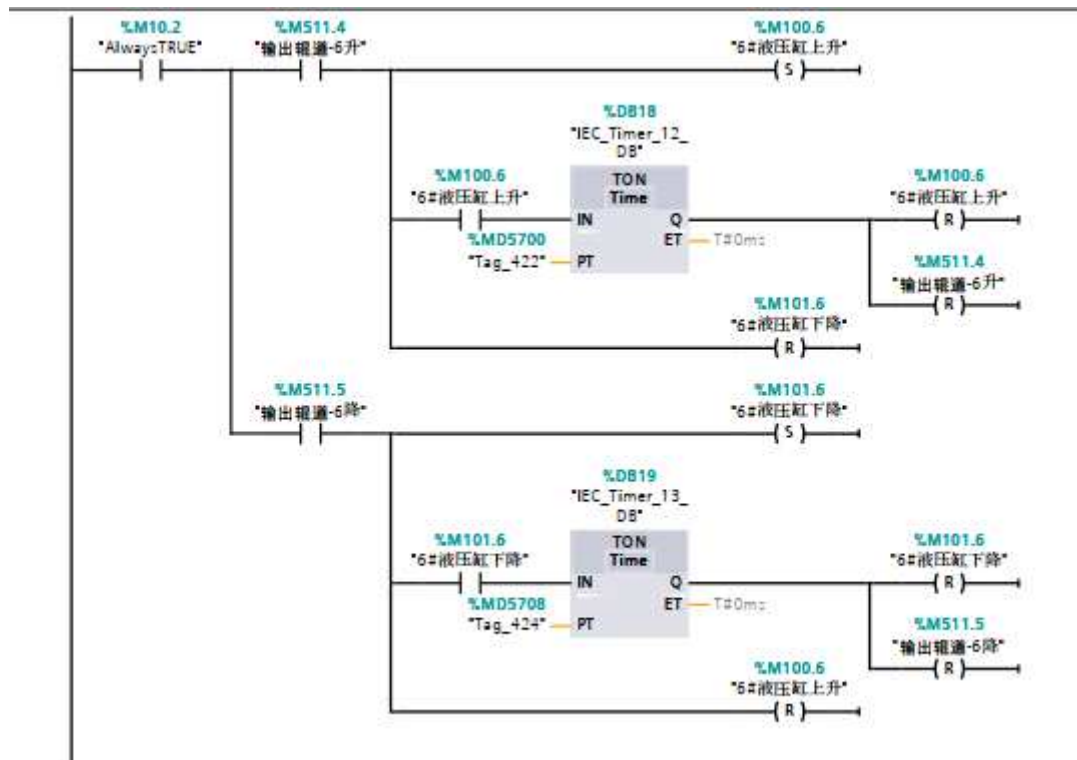 %M10.2
"AlwaysTRUE"
%M511.4
"输出辊道-6升"
%M100.6
"6#液压缸上升"
S
%DB18
"IEC_Timer_12_
DB"
%M100.6
"6#液压缸上升"
TON
Time
%M100.6
"6#液压缸上升"
IN
Q
R
%MD5700
"Tag_422"
PT
ET
T#0ms
%M511.4
"输出辊道-6升"
R
%M101.6
"6#液压缸下降"
R
%M511.5
"输出辊道-6降"
%M101.6
"6#液压缸下降"
S
%DB19
"IEC_Timer_13_
DB"
%M101.6
"6#液压缸下降"
TON
Time
%M101.6
"6#液压缸下降"
IN
Q
R
%MD5708
"Tag_424"
PT
ET
T#0ms
%M511.5
"输出辊道-6降"
R
%M100.6
"6#液压缸上升"
R